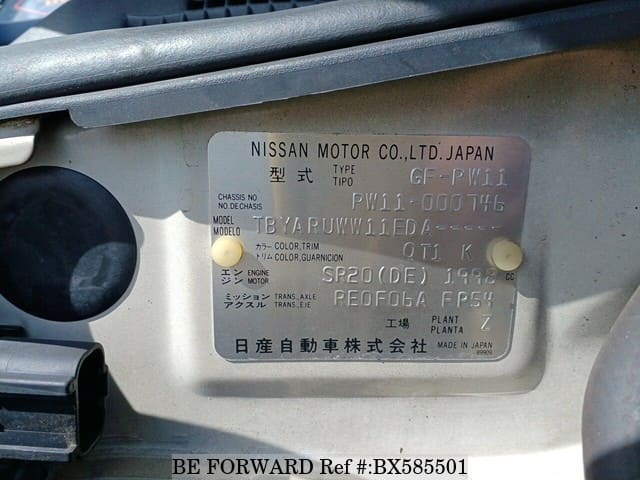 NISSAN MOTOR CO.,LTD. JAPAN
型式 TYPE TIPO GF-PW11
CHASSIS NO NO.DE CHASIS PW11-000746
MODEL MODELO TBYARUWW11EDA-----
カラー COLOR,TRIM QT1 K
トリム COLOR,GUARNICION
エンジン ENGINE MOTOR SR20(DE) 1998 CC
ミッション TRANS.,AXLE RE0F06A FP54
アクスル TRANS.,EJE
工場 PLANT PLANTA Z
日産自動車株式会社 MADE IN JAPAN
BE FORWARD Ref #:BX585501